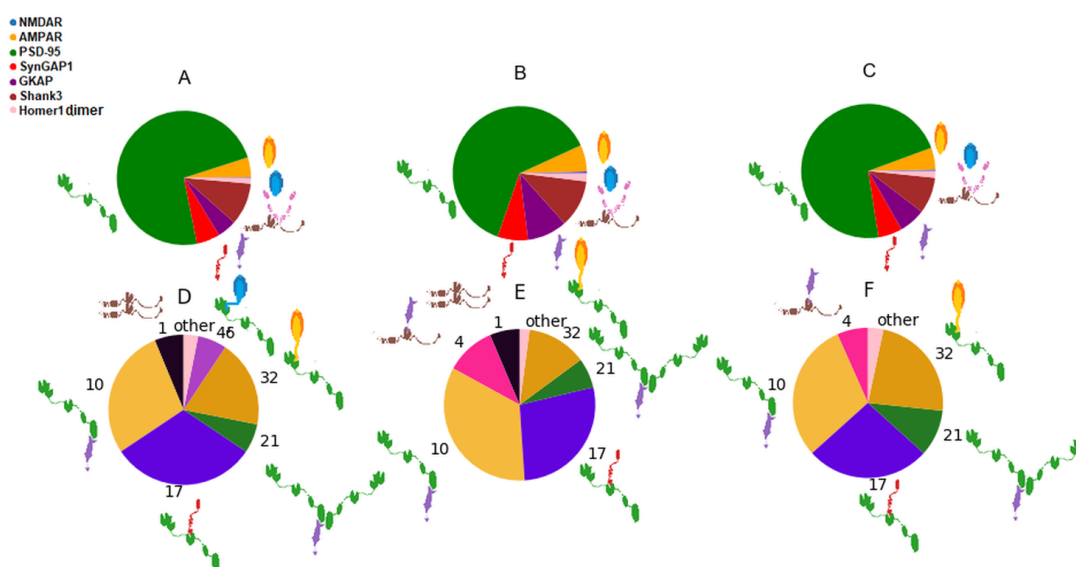 NMDAR
AMPAR
PSD-95
SynGAP1
GKAP
Shank3
Homer1dimer
A
B
C
D
E
F
1 other 46
10
32
21
17
1 other 32
4
21
10
17
4 other
32
10
21
17